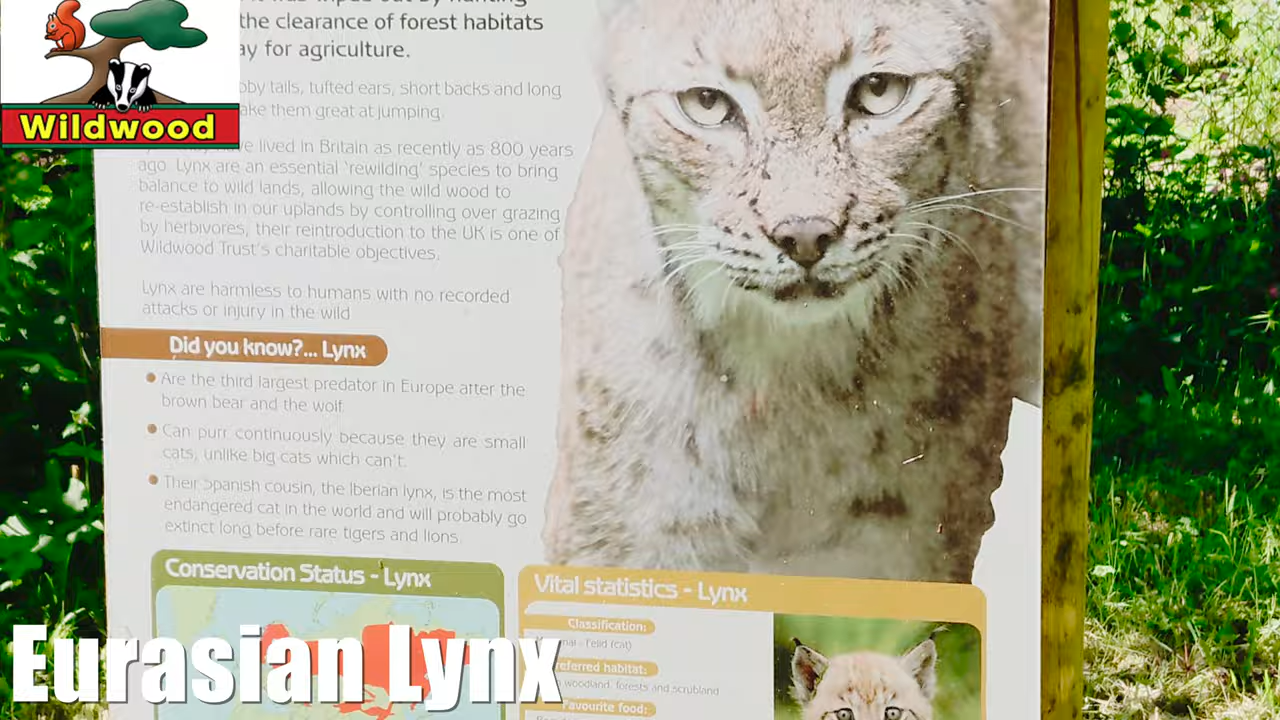 the clearance of forest habitats
for agriculture.
tails, tufted ears, short backs and long
them great at jumping.
Wildwood
lived in Britain as recently as 800 years
ago. Lynx are an essential 'rewilding' species to bring
balance to wild lands, allowing the wild wood to
re-establish in our uplands by controlling over grazing
by herbivores, their reintroduction to the UK is one of
Wildwood Trust's charitable objectives.
Lynx are harmless to humans with no recorded
attacks or injury in the wild
Did you know?... Lynx
Are the third largest predator in Europe after the
brown bear and the wolf.
Can purr continuously because they are small
cats, unlike big cats which can't.
Their Spanish cousin, the Iberian lynx, is the most
endangered cat in the world and will probably go
extinct long before rare tigers and lions.
Conservation Status - Lynx
Vital statistics - Lynx
Classification:
Felid (cat)
habitat:
woodland, forests and scrubland
Favourite food:
Eurasian Lynx